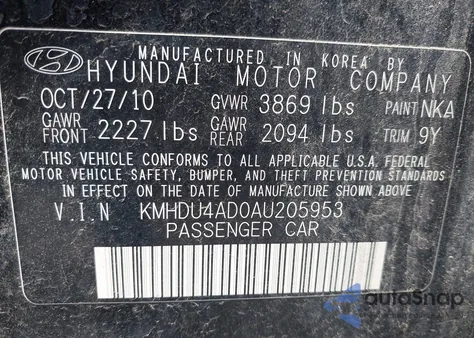 MANUFACTURED IN KOREA BY
HYUNDAI MOTOR COMPANY
OCT/27/10 GVWR 3869 lbs PAINT NKA
GAWR FRONT 2227 lbs GAWR REAR 2094 lbs TRIM 9Y
THIS VEHICLE CONFORMS TO ALL APPLICABLE U.S.A. FEDERAL
MOTOR VEHICLE SAFETY, BUMPER, AND THEFT PREVENTION STANDARDS
IN EFFECT ON THE DATE OF MANUFACTURE SHOWN ABOVE
V.I.N KMHDU4AD0AU205953
PASSENGER CAR
autoSnap